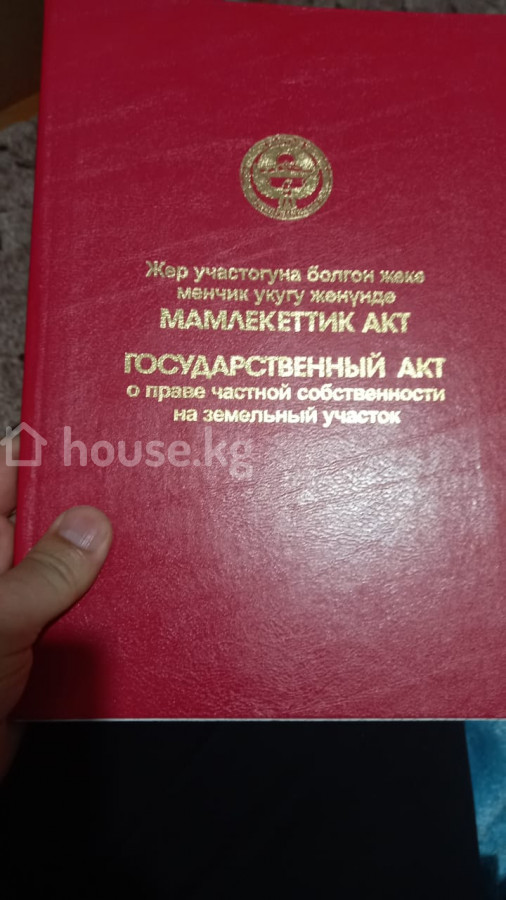 Жер участогуна болгон жеке
менчик укугу жөнүндө
МАМЛЕКЕТТИК АКТ
ГОСУДАРСТВЕННЫЙ АКТ
о праве частной собственности
на земельный участок
house.kg